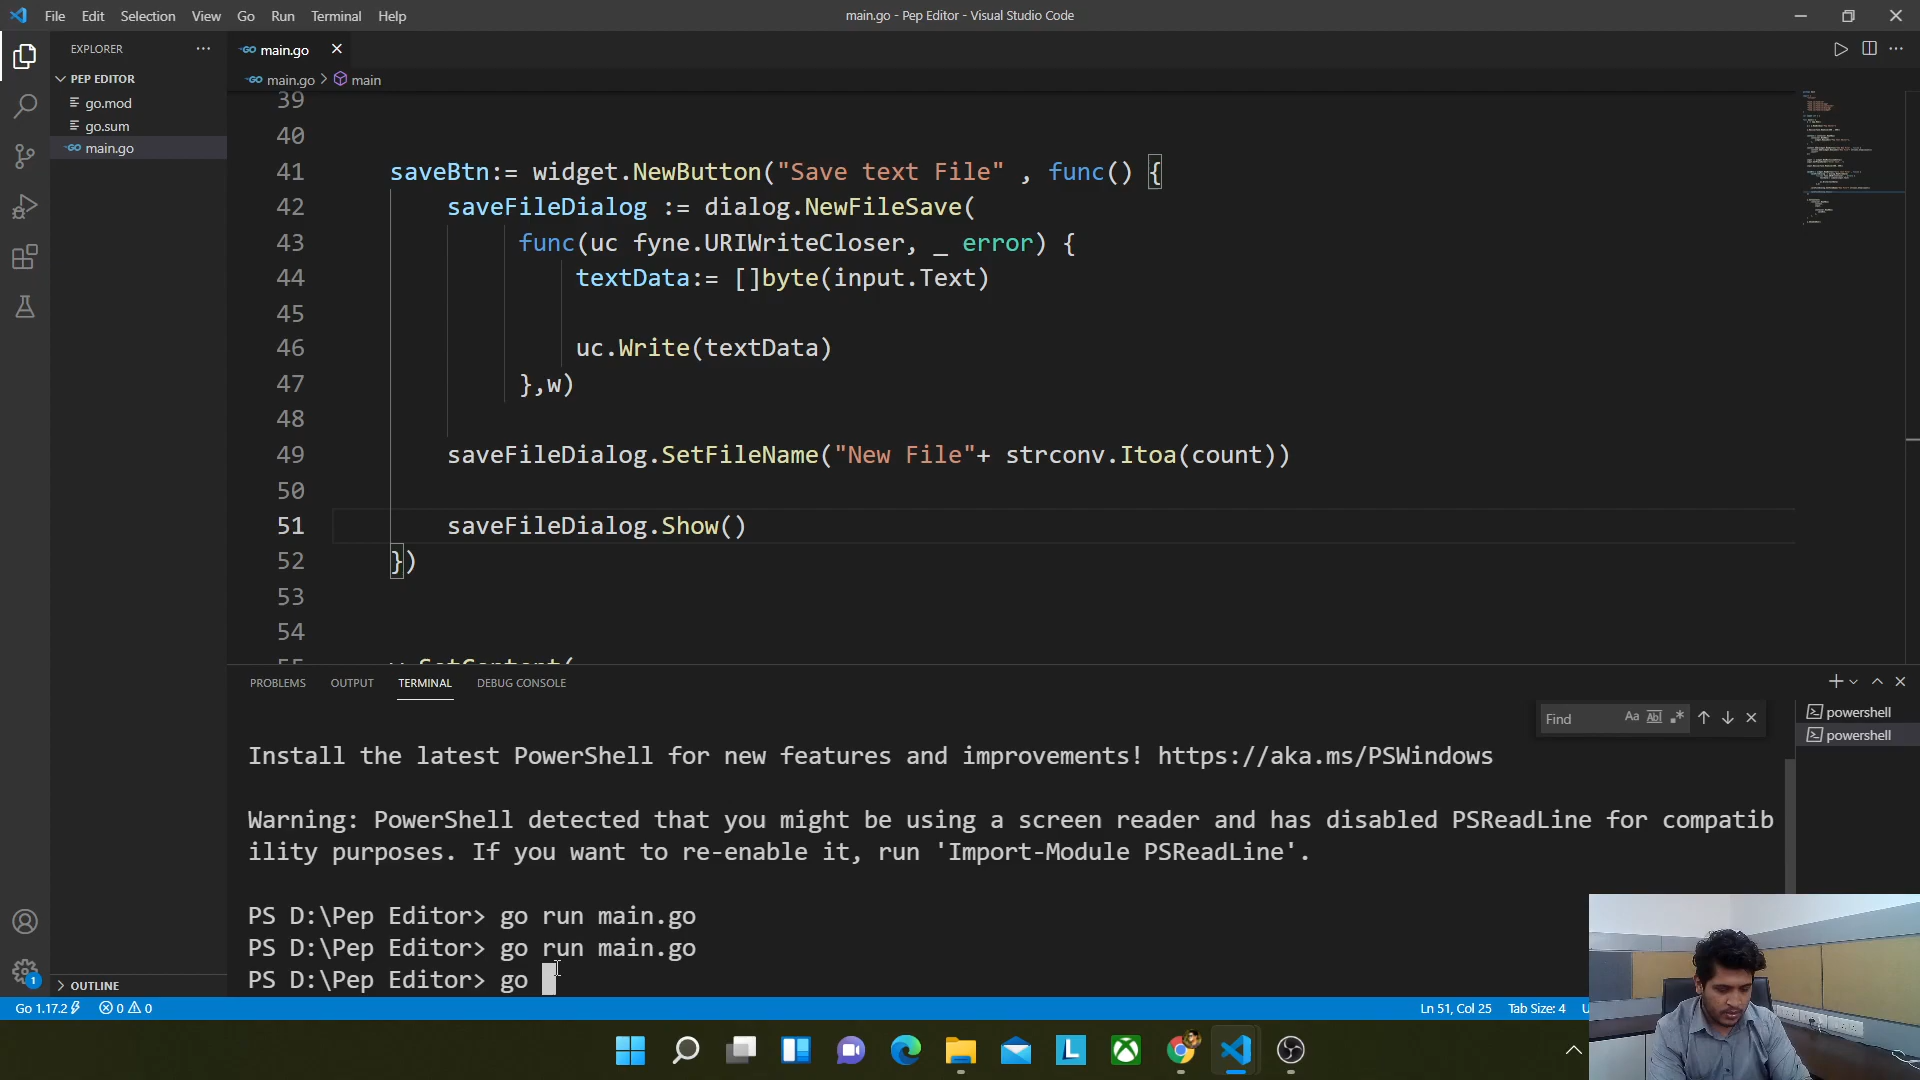 File Edit Selection View Go Run Terminal Help
main.go - Pep Editor - Visual Studio Code
EXPLORER
PEP EDITOR
go.mod
go.sum
main.go
OUTLINE
main.go
main.go > main
39
40
41 saveBtn:= widget.NewButton("Save text File" , func() {
42 saveFileDialog := dialog.NewFileSave(
43 func(uc fyne.URIWriteCloser, _ error) {
44 textData:= []byte(input.Text)
45
46 uc.Write(textData)
47 },w)
48
49 saveFileDialog.SetFileName("New File"+ strconv.Itoa(count))
50
51 saveFileDialog.Show()
52 })
53
54
55 w.SetContent(
PROBLEMS OUTPUT TERMINAL DEBUG CONSOLE
Find
powershell
powershell
Install the latest PowerShell for new features and improvements! https://aka.ms/PSWindows
Warning: PowerShell detected that you might be using a screen reader and has disabled PSReadLine for compatib
ility purposes. If you want to re-enable it, run 'Import-Module PSReadLine'.
PS D:\Pep Editor> go run main.go
PS D:\Pep Editor> go run main.go
PS D:\Pep Editor> go
Go 1.17.2 0 0 Ln 51, Col 25 Tab Size: 4